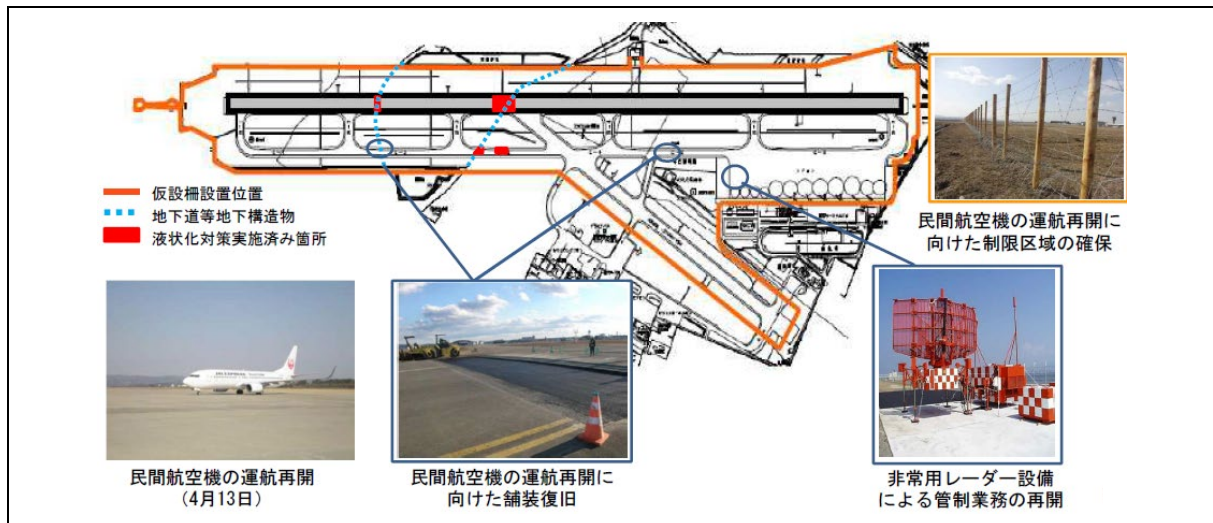 仮設柵設置位置
地下道等地下構造物
液状化対策実施済み箇所
民間航空機の運航再開に
向けた制限区域の確保
民間航空機の運航再開
（4月13日）
民間航空機の運航再開に
向けた舗装復旧
非常用レーダー設備
による管制業務の再開